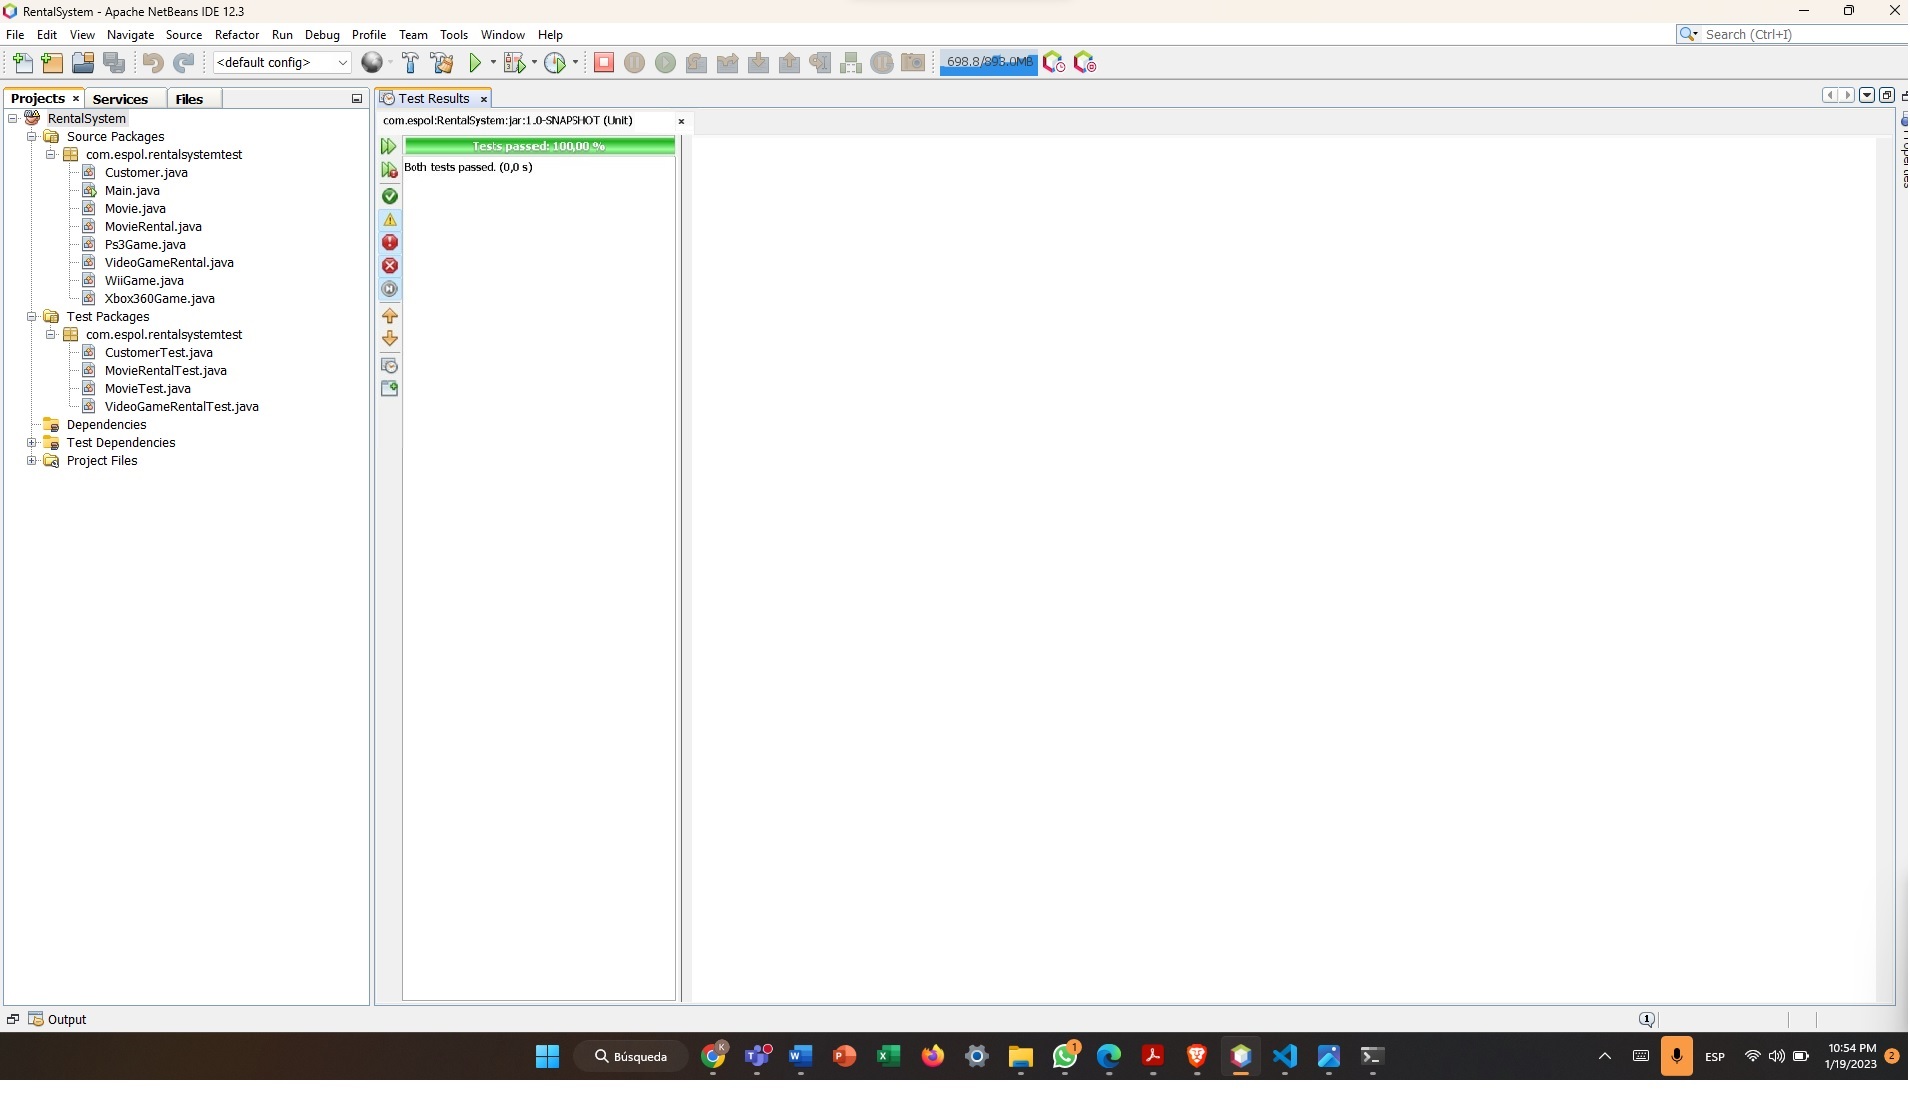 RentalSystem - Apache NetBeans IDE 12.3
File Edit View Navigate Source Refactor Run Debug Profile Team Tools Window Help
Search (Ctrl+I)
<default config>
698.8/893.0MB
Projects Services Files
Test Results
RentalSystem
Source Packages
com.espol.rentalsystemtest
Customer.java
Main.java
Movie.java
MovieRental.java
Ps3Game.java
VideoGameRental.java
WiiGame.java
Xbox360Game.java
Test Packages
com.espol.rentalsystemtest
CustomerTest.java
MovieRentalTest.java
MovieTest.java
VideoGameRentalTest.java
Dependencies
Test Dependencies
Project Files
com.espol:RentalSystem:jar:1.0-SNAPSHOT (Unit)
Tests passed: 100,00 %
Both tests passed. (0,0 s)
Output
1
Búsqueda
K
1
ESP
10:54 PM
1/19/2023
2